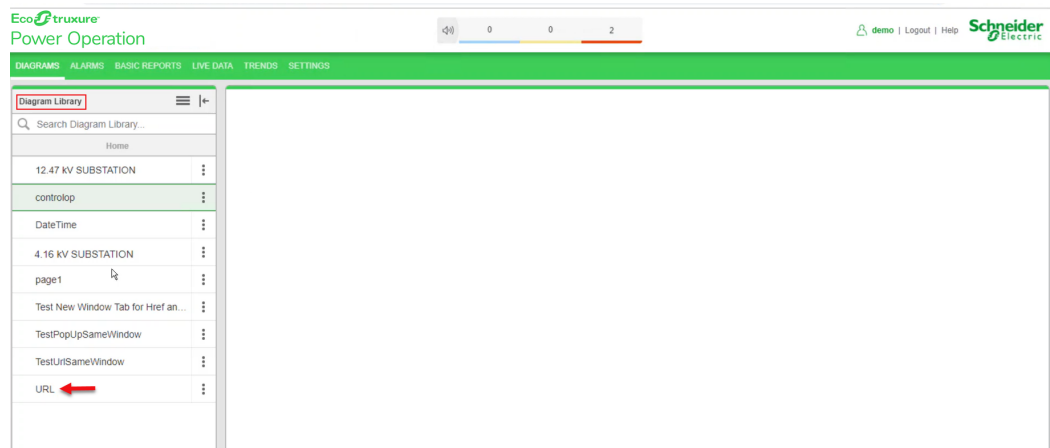 EcoStruxure
Power Operation
0 0 2
demo | Logout | Help
Schneider
Electric
DIAGRAMS ALARMS BASIC REPORTS LIVE DATA TRENDS SETTINGS
Diagram Library
Search Diagram Library...
Home
12.47 kV SUBSTATION
controlop
DateTime
4.16 kV SUBSTATION
page1
Test New Window Tab for Href an...
TestPopUpSameWindow
TestUrlSameWindow
URL